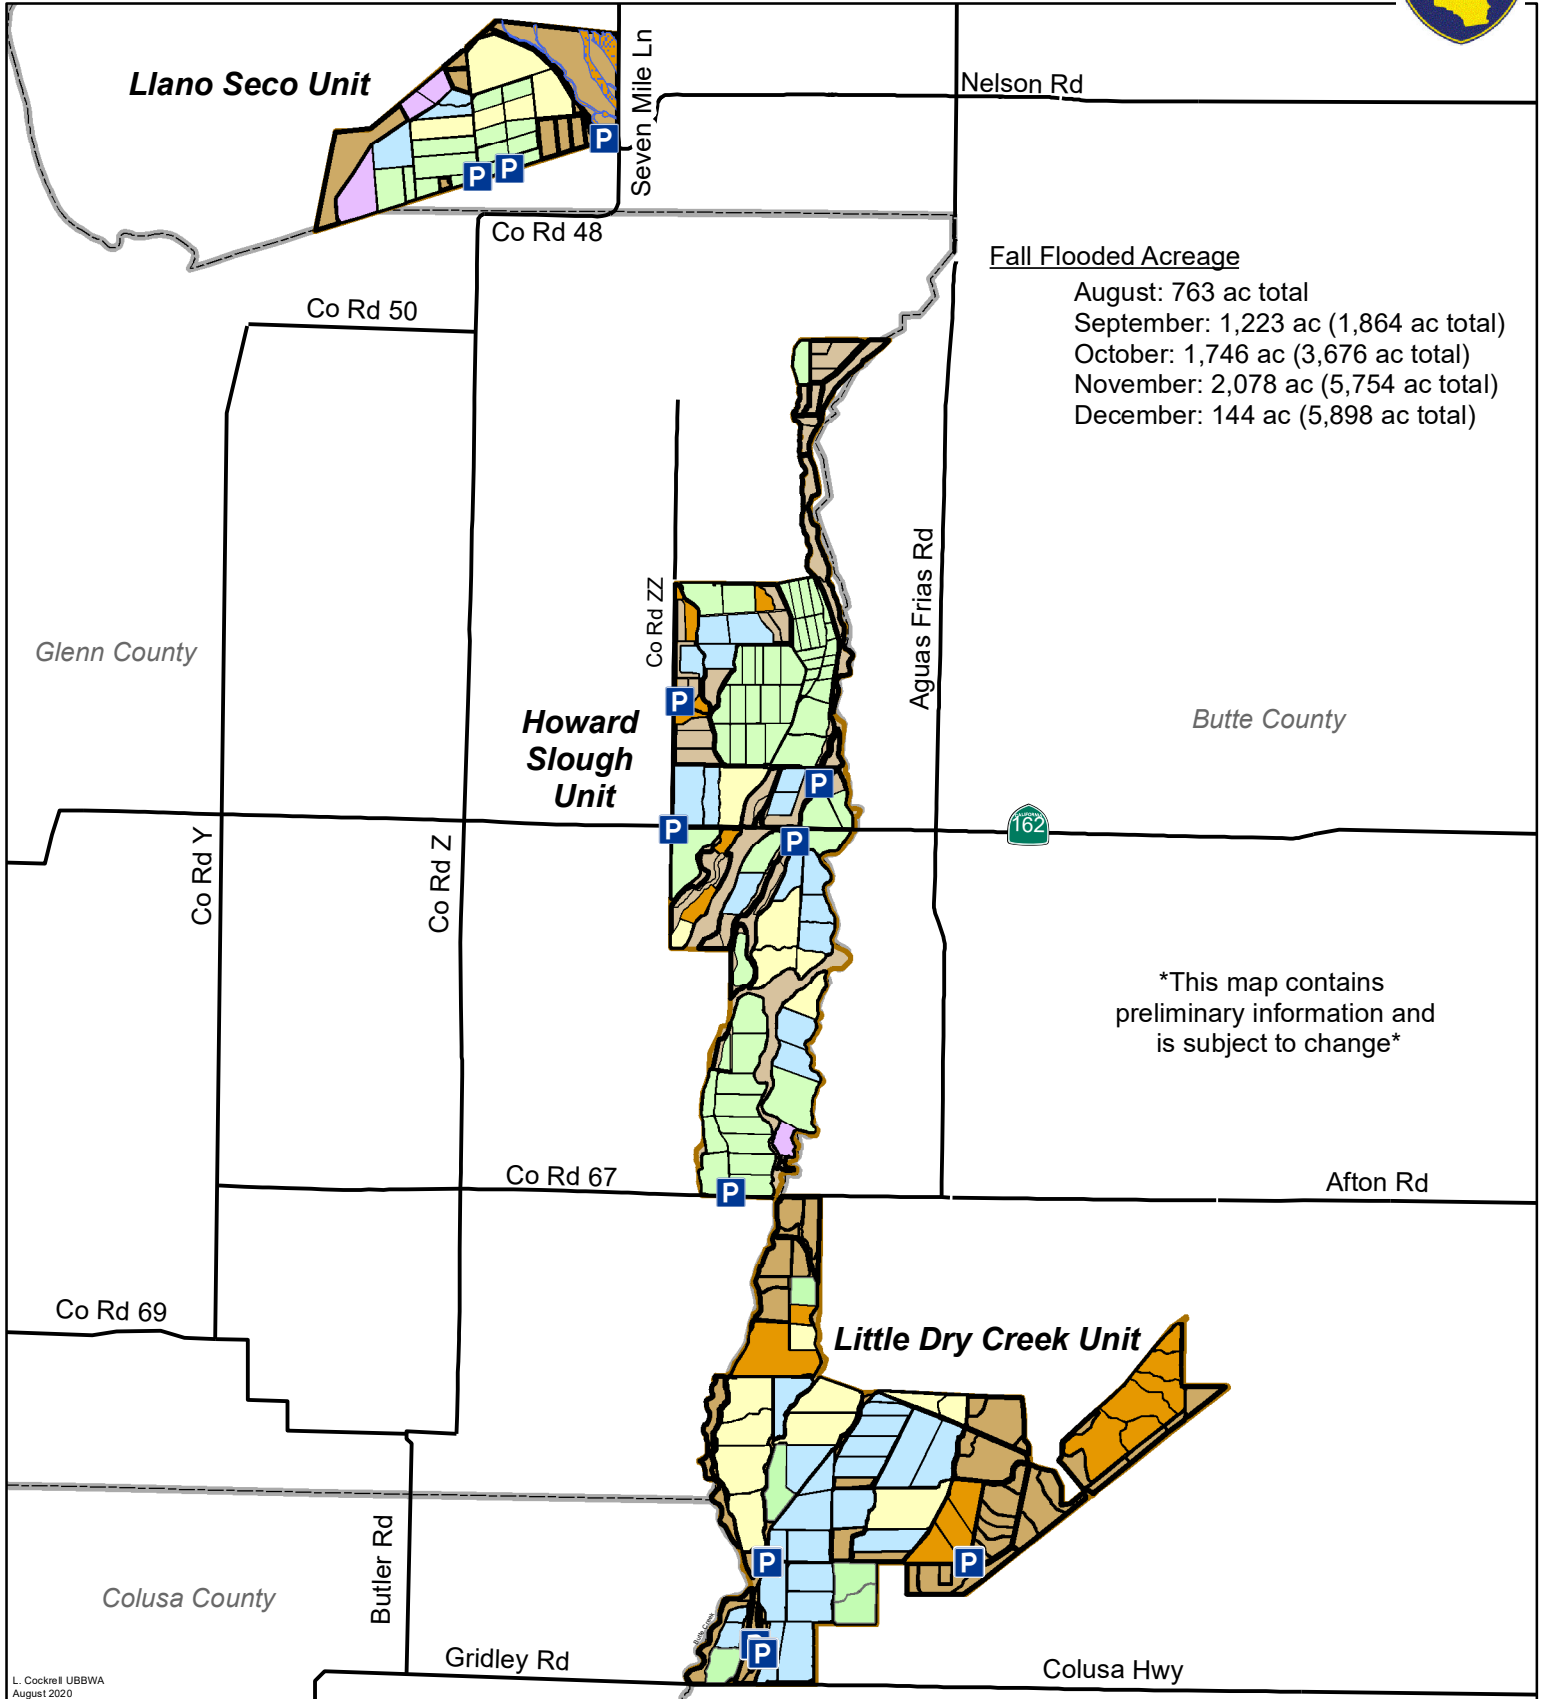 Llano Seco Unit
Seven Mile Ln
Nelson Rd
P
P
P
Co Rd 48
Fall Flooded Acreage
August: 763 ac total
September: 1,223 ac (1,864 ac total)
October: 1,746 ac (3,676 ac total)
November: 2,078 ac (5,754 ac total)
December: 144 ac (5,898 ac total)
Co Rd 50
Aguas Frias Rd
Co Rd ZZ
Glenn County
P
Howard
Slough
Unit
Butte County
P
P
P
CALIFORNIA
162
Co Rd Y
Co Rd Z
*This map contains
preliminary information and
is subject to change*
Co Rd 67
P
Afton Rd
Co Rd 69
Little Dry Creek Unit
Butler Rd
P
P
Colusa County
Butte Creek
P
P
Gridley Rd
Colusa Hwy
L. Cockrell UBBWA
August 2020